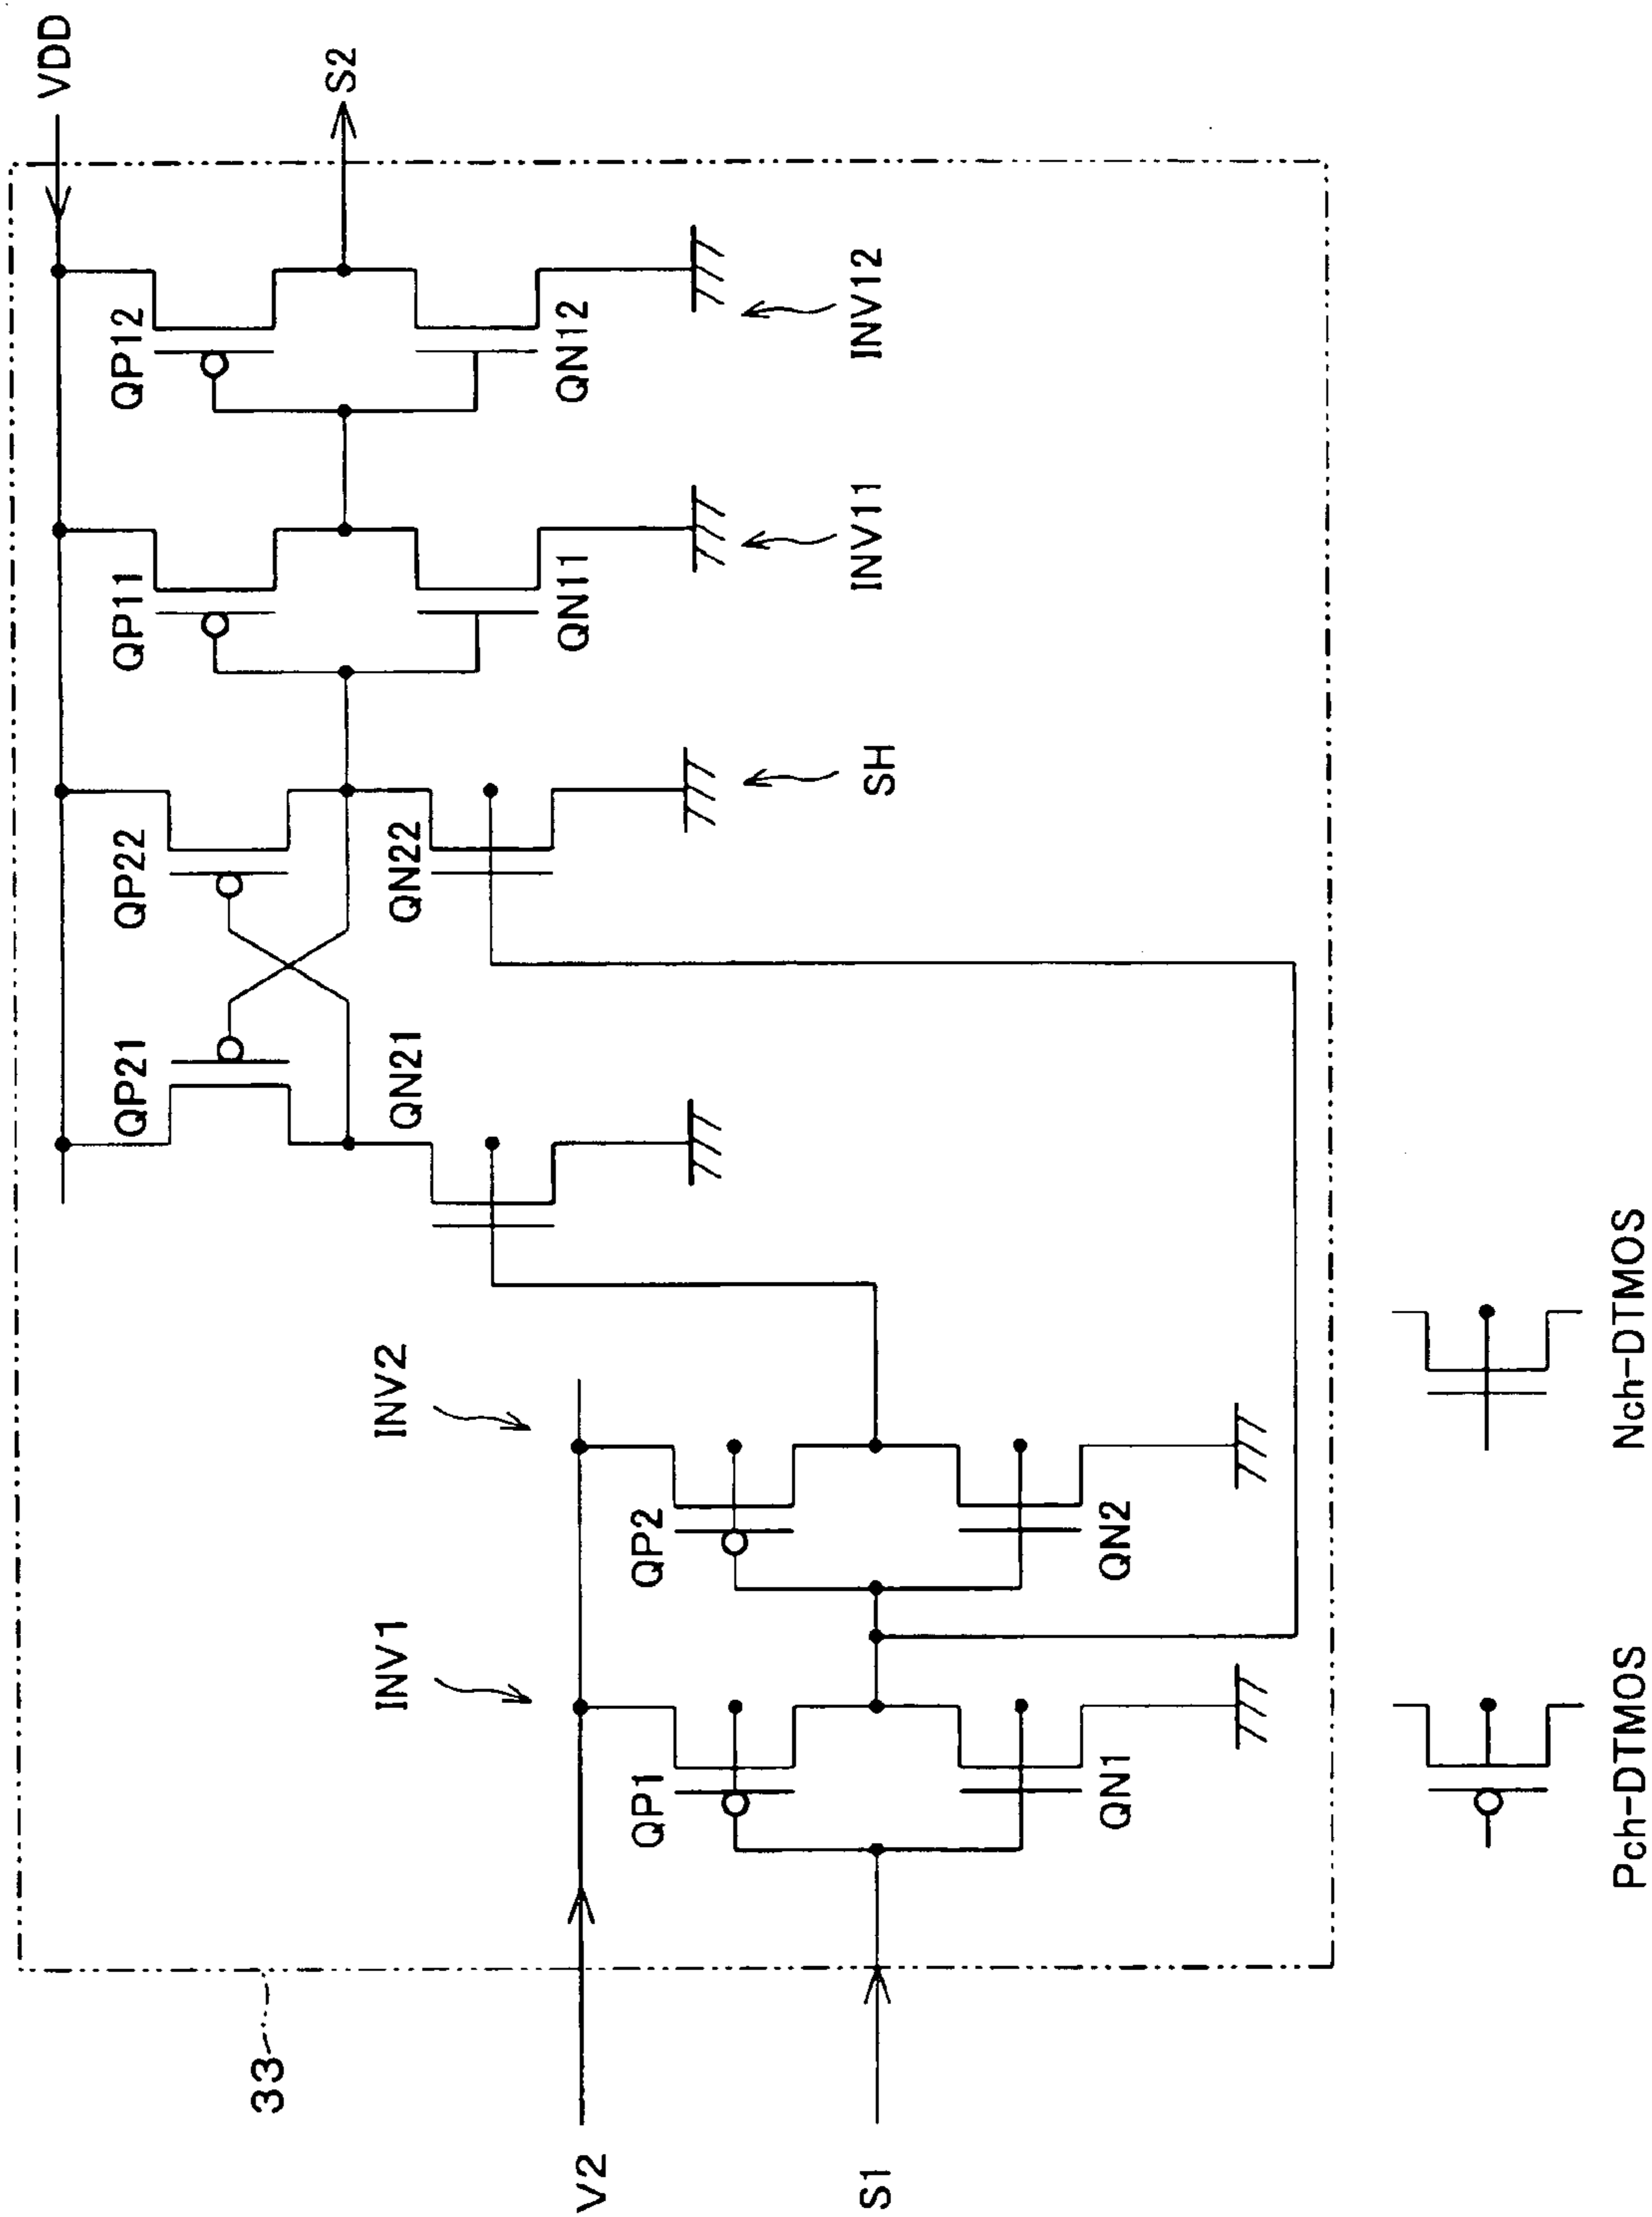 33
V2
S1
INV1
INV2
QP1
QN1
QP2
QN2
QP21
QN21
QP22
QN22
SH
QP11
QN11
INV11
QP12
QN12
INV12
VDD
S2
Pch-DTMOS
Nch-DTMOS